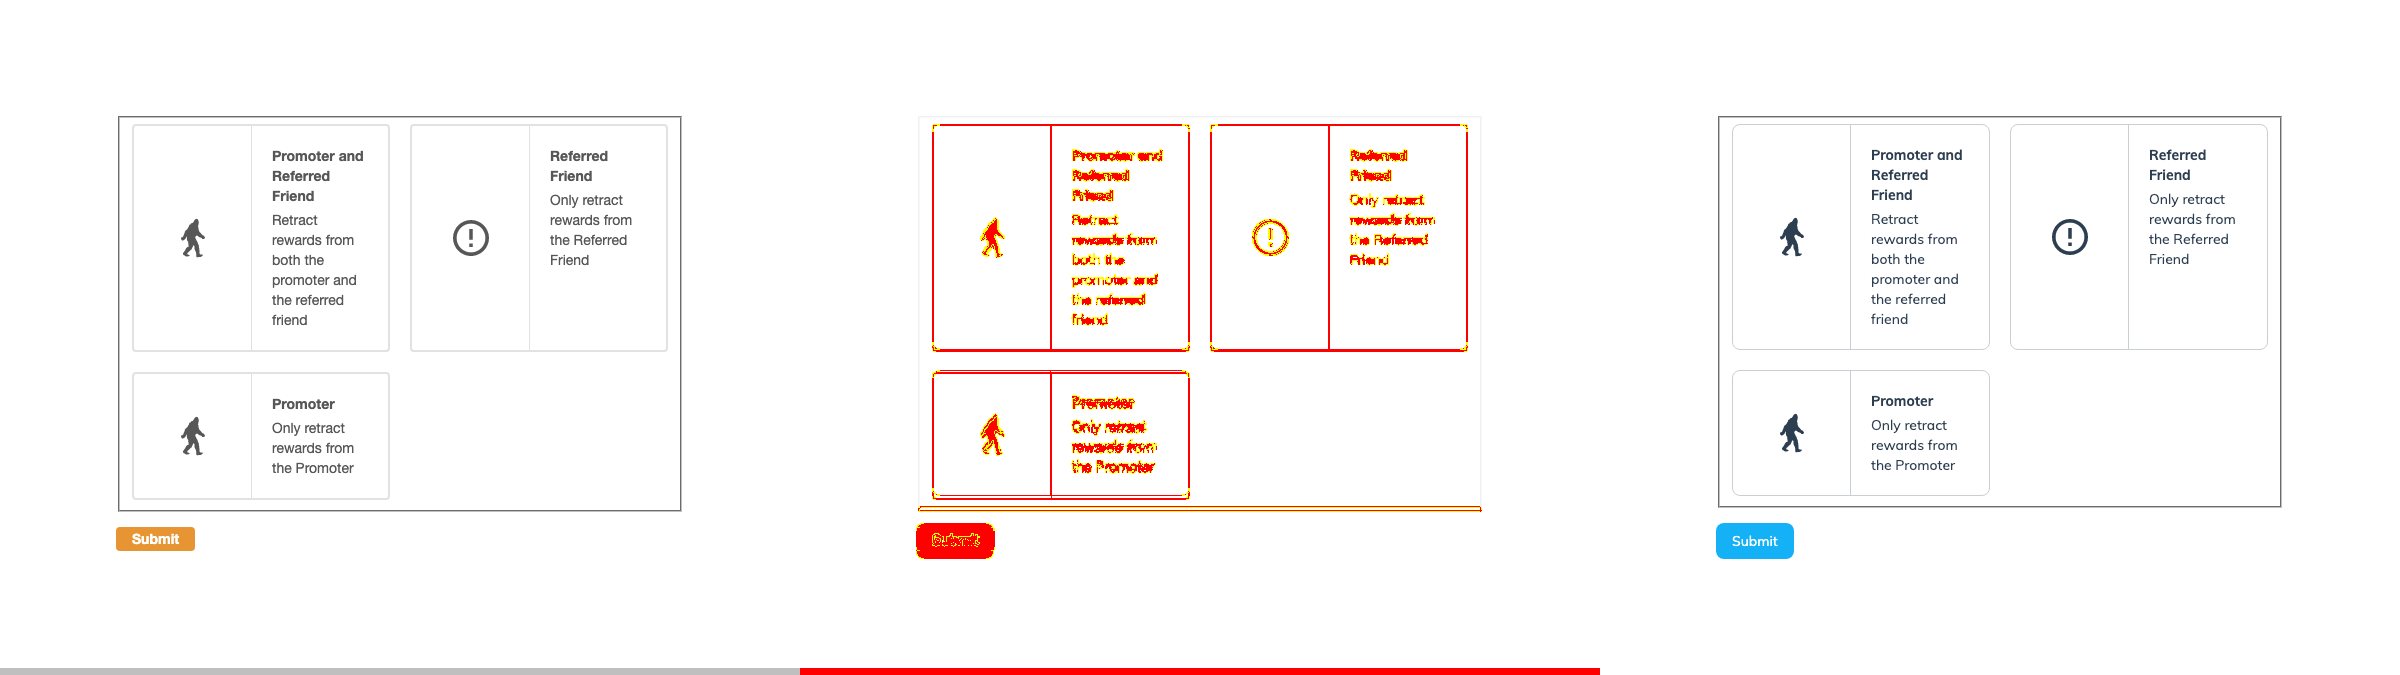 Promoter and
Referred
Friend
Retract
rewards from
both the
promoter and
the referred
friend
Referred
Friend
Only retract
rewards from
the Referred
Friend
Promoter
Only retract
rewards from
the Promoter
Submit
Promoter and
Referred
Friend
Retract
rewards from
both the
promoter and
the referred
friend
Referred
Friend
Only retract
rewards from
the Referred
Friend
Promoter
Only retract
rewards from
the Promoter
Submit
Promoter and
Referred
Friend
Retract
rewards from
both the
promoter and
the referred
friend
Referred
Friend
Only retract
rewards from
the Referred
Friend
Promoter
Only retract
rewards from
the Promoter
Submit